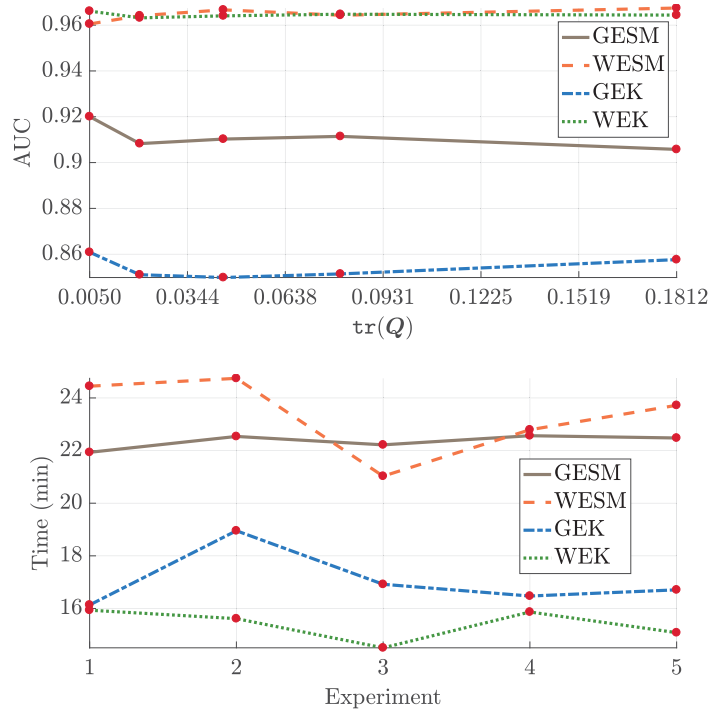 0.96
0.94
0.92
0.9
0.88
0.86
AUC
GESM
WESM
GEK
WEK
0.0050 0.0344 0.0638 0.0931 0.1225 0.1519 0.1812
tr(Q)
24
22
20
18
16
Time (min)
GESM
WESM
GEK
WEK
1 2 3 4 5
Experiment